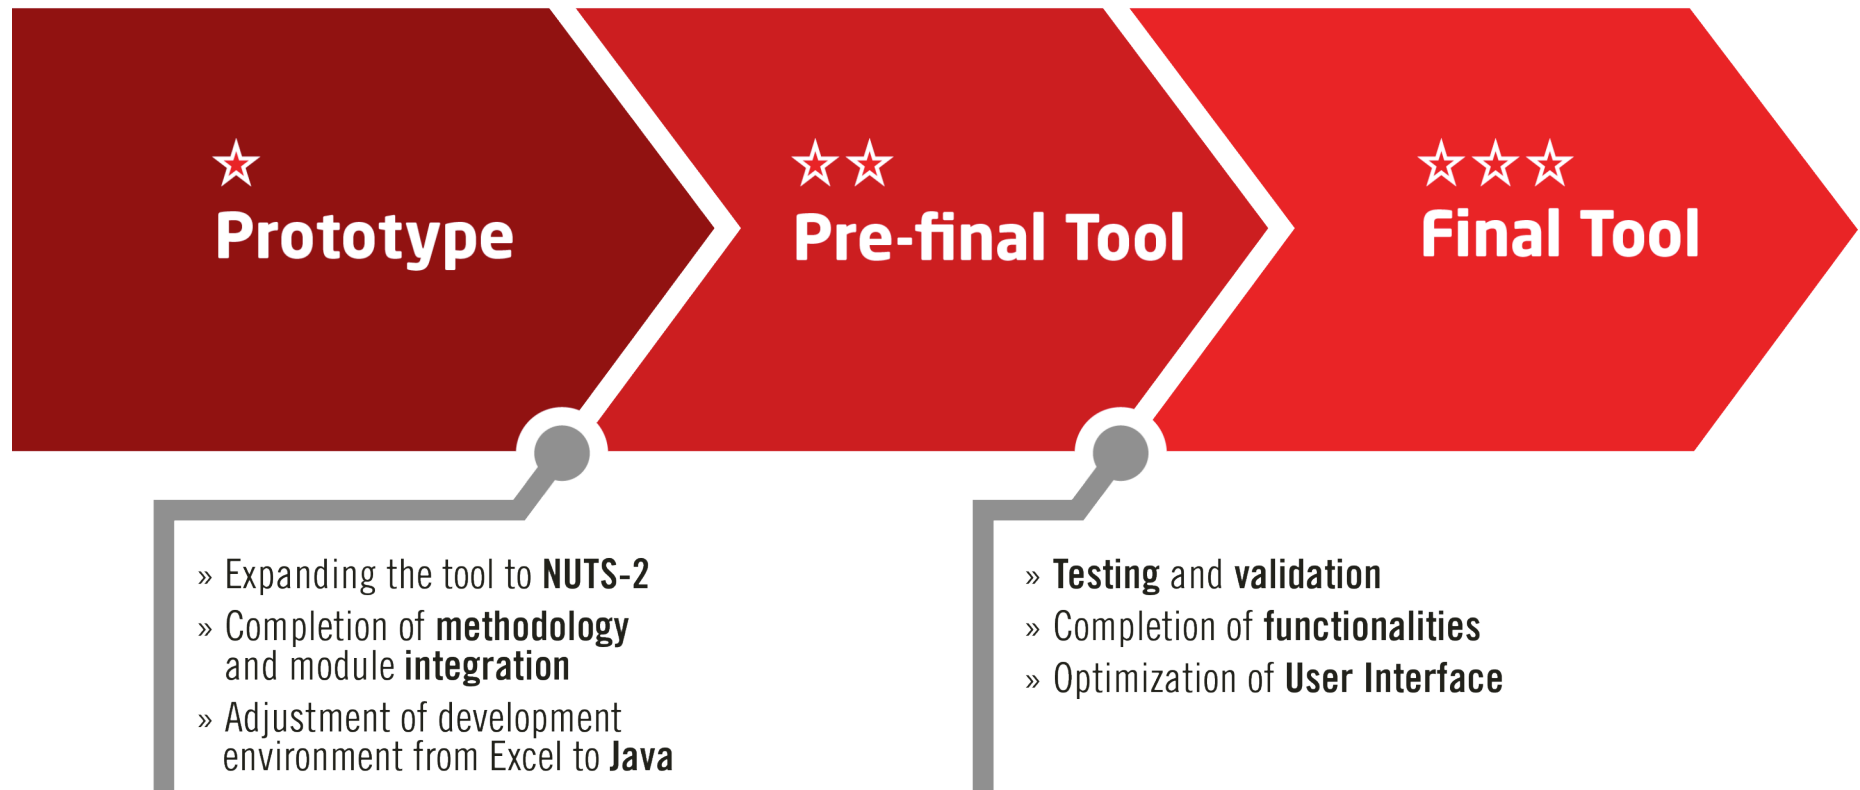 Prototype
Pre-final Tool
Final Tool
» Expanding the tool to NUTS-2
» Completion of methodology
and module integration
» Adjustment of development
environment from Excel to Java
» Testing and validation
» Completion of functionalities
» Optimization of User Interface